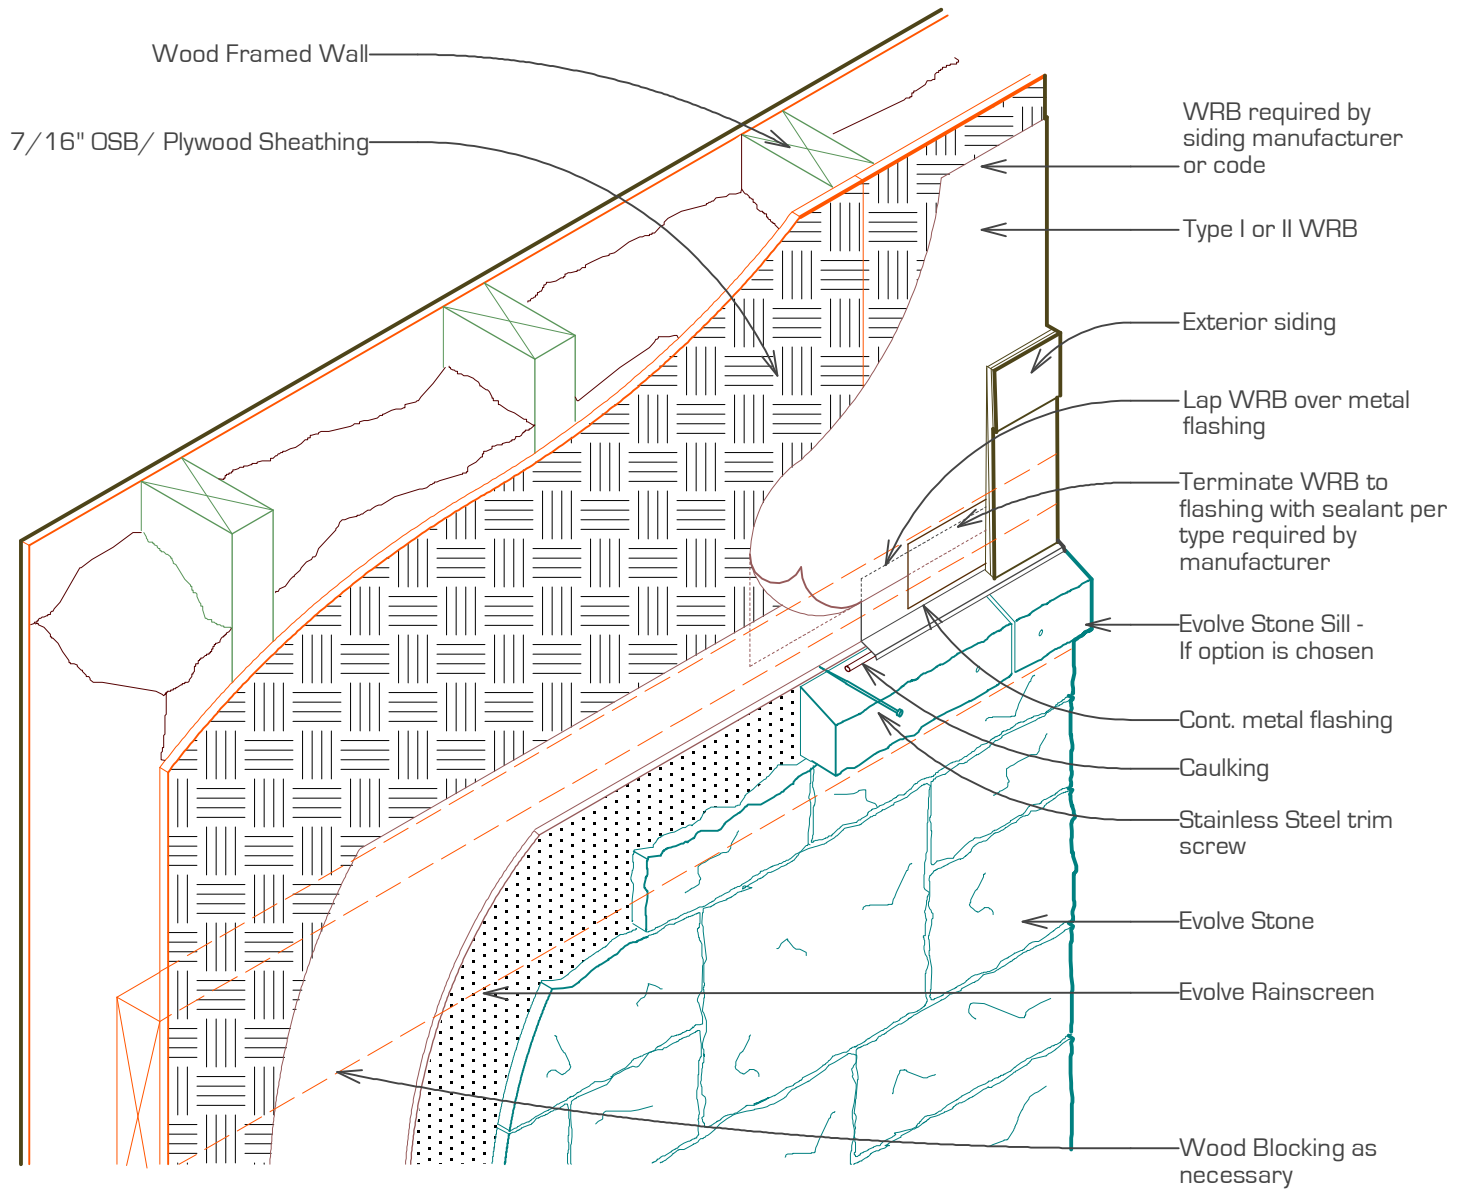 Wood Framed Wall
7/16" OSB/ Plywood Sheathing
WRB required by
siding manufacturer
or code
Type I or II WRB
Exterior siding
Lap WRB over metal
flashing
Terminate WRB to
flashing with sealant per
type required by
manufacturer
Evolve Stone Sill -
If option is chosen
Cont. metal flashing
Caulking
Stainless Steel trim
screw
Evolve Stone
Evolve Rainscreen
Wood Blocking as
necessary